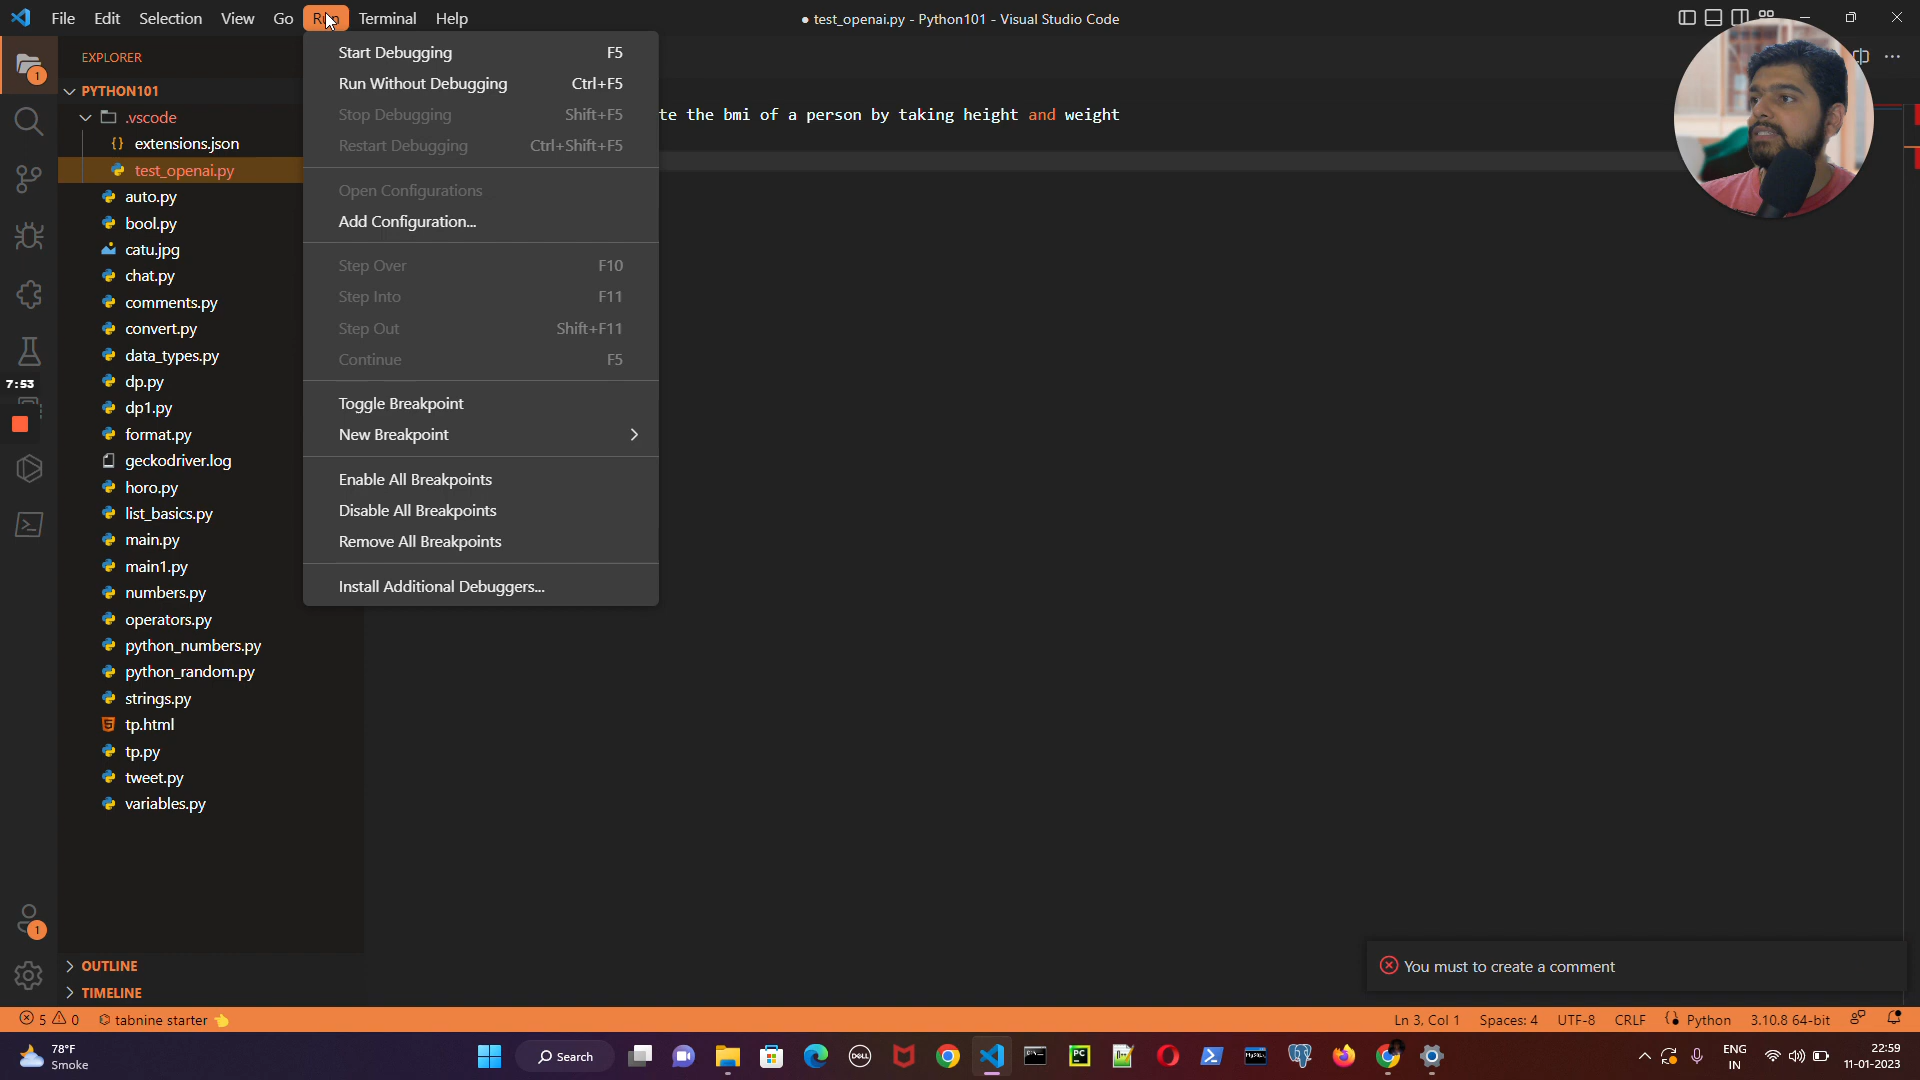 File Edit Selection View Go Run Terminal Help
● test_openai.py - Python101 - Visual Studio Code
EXPLORER
PYTHON101
.vscode
extensions.json
test_openai.py
auto.py
bool.py
catu.jpg
chat.py
comments.py
convert.py
data_types.py
dp.py
dp1.py
format.py
geckodriver.log
horo.py
list_basics.py
main.py
main1.py
numbers.py
operators.py
python_numbers.py
python_random.py
strings.py
tp.html
tp.py
tweet.py
variables.py
OUTLINE
TIMELINE
1
7:53
1
Start Debugging F5
Run Without Debugging Ctrl+F5
Stop Debugging Shift+F5
Restart Debugging Ctrl+Shift+F5
Open Configurations
Add Configuration...
Step Over F10
Step Into F11
Step Out Shift+F11
Continue F5
Toggle Breakpoint
New Breakpoint
Enable All Breakpoints
Disable All Breakpoints
Remove All Breakpoints
Install Additional Debuggers...
te the bmi of a person by taking height and weight
You must to create a comment
5 0 tabnine starter
Ln 3, Col 1 Spaces: 4 UTF-8 CRLF {} Python 3.10.8 64-bit
78°F
Smoke
Search
DELL
PC
MySQL
ENG
IN
22:59
11-01-2023